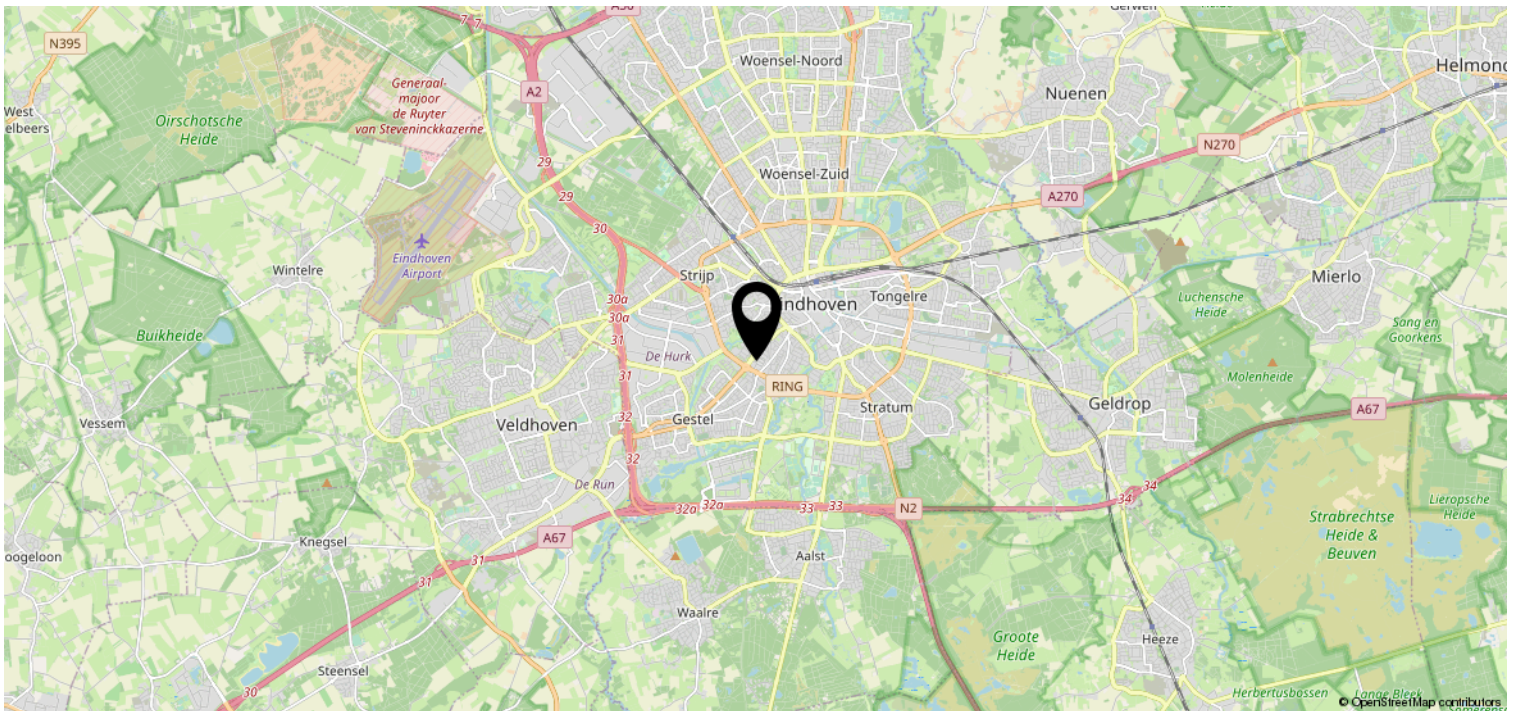 A58
Gerwen
7
7
N395
Woensel-Noord
Helmond
Generaal-
majoor
de Ruyter
van Steveninckkazerne
A2
Nuenen
West
elbeers
Oirschotsche
Heide
N270
29
Woensel-Zuid
29
A270
30
Eindhoven
Airport
Wintelre
Strijp
Mierlo
30a
indhoven
Tongelre
Luchensche
Heide
30a
Buikheide
31
Sang en
Goorkens
De Hurk
31
RING
Molenheide
Vessem
32
Gestel
Stratum
Geldrop
A67
Veldhoven
32
De Run
34
34
Lieropsche
Heide
32a
32a
33
33
N2
Strabrechtse
Heide &
Beuven
Knegsel
A67
oogeloon
31
Aalst
31
Waalre
Groote
Heide
Heeze
Steensel
30
Herbertusbossen
Lange Bleek
© OpenStreetMap contributors